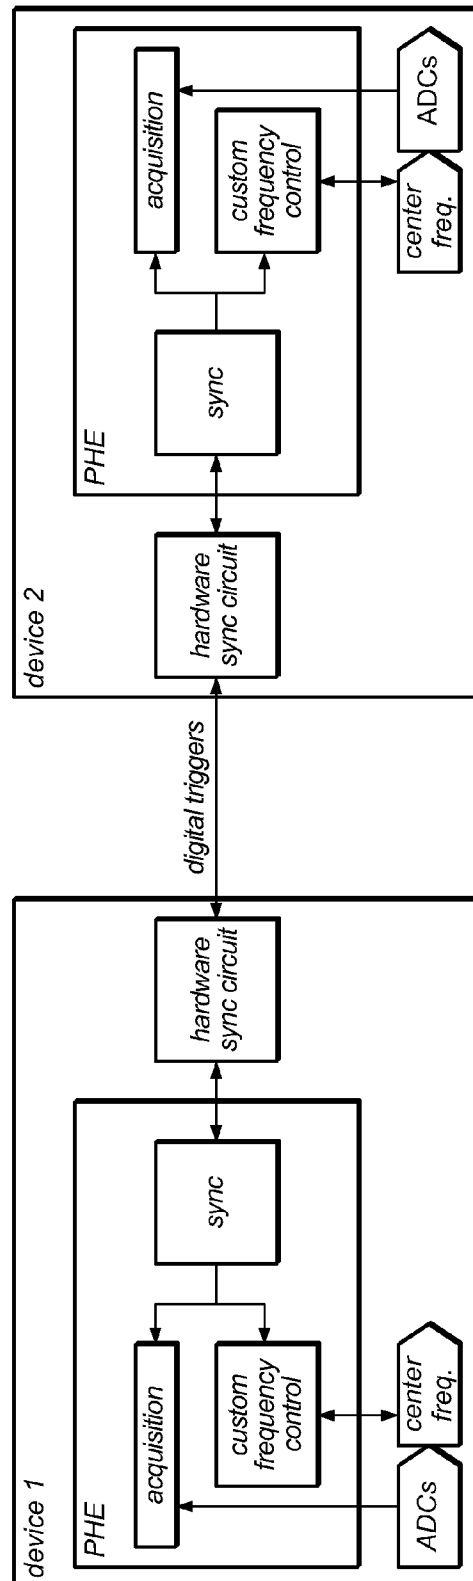 device 1
PHE
acquisition
custom
frequency
control
sync
ADCs
center
freq.
hardware
sync circuit
digital triggers
device 2
hardware
sync circuit
PHE
sync
acquisition
custom
frequency
control
center
freq.
ADCs